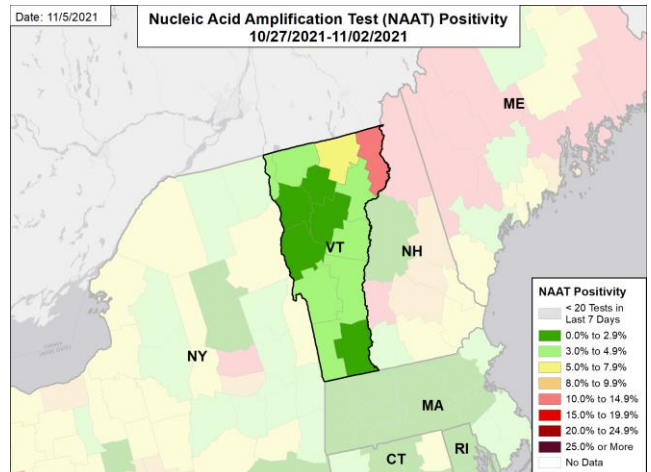 Date: 11/5/2021
Nucleic Acid Amplification Test (NAAT) Positivity
10/27/2021-11/02/2021
ME
VT
NH
NY
MA
CT
RI
NAAT Positivity
< 20 Tests in
Last 7 Days
0.0% to 2.9%
3.0% to 4.9%
5.0% to 7.9%
8.0% to 9.9%
10.0% to 14.9%
15.0% to 19.9%
20.0% to 24.9%
25.0% or More
No Data